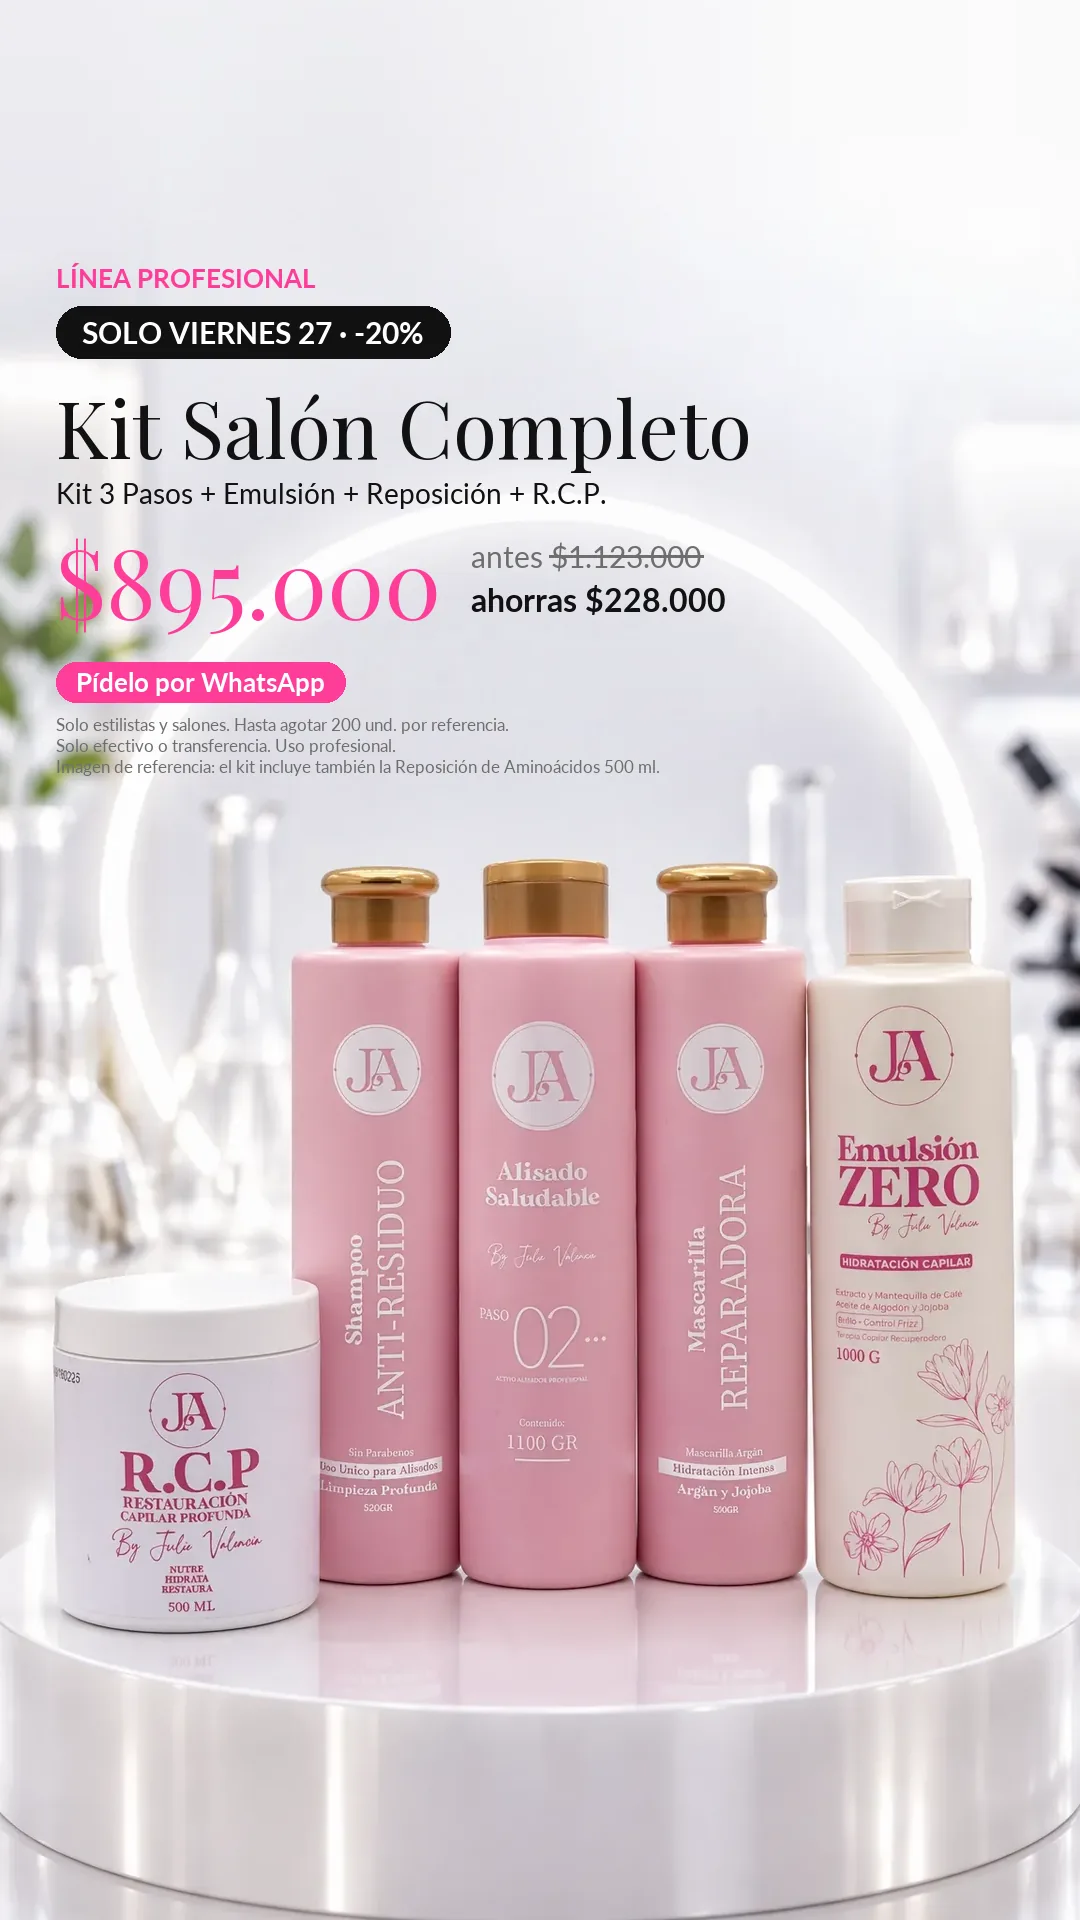 LÍNEA PROFESIONAL
SOLO VIERNES 27 · -20%
Kit Salón Completo
Kit 3 Pasos + Emulsión + Reposición + R.C.P.
$895.000
antes $1.123.000
ahorras $228.000
Pídelo por WhatsApp
Solo estilistas y salones. Hasta agotar 200 und. por referencia.
Solo efectivo o transferencia. Uso profesional.
Imagen de referencia: el kit incluye también la Reposición de Aminoácidos 500 ml.
JA
R.C.P
RESTAURACIÓN
CAPILAR PROFUNDA
By Julie Valencia
NUTRE
HIDRATA
RESTAURA
500 ML
JA
Shampoo
ANTI-RESIDUO
Sin Parabenos
Uso Unico para Alisados
Limpieza Profunda
520GR
JA
Alisado
Saludable
By Julie Valencia
PASO 02...
ACTIVO ALISADOR PROFESIONAL
Contenido:
1100 GR
JA
Mascarilla
REPARADORA
Mascarilla Argán
Hidratación Intensa
Argán y Jojoba
500GR
JA
Emulsión
ZERO
By Julie Valencia
HIDRATACIÓN CAPILAR
Extracto y Mantequilla de Café
Aceite de Algodón y Jojoba
Brillo - Control Frizz
Terapia Capilar Recuperadora
1000 G